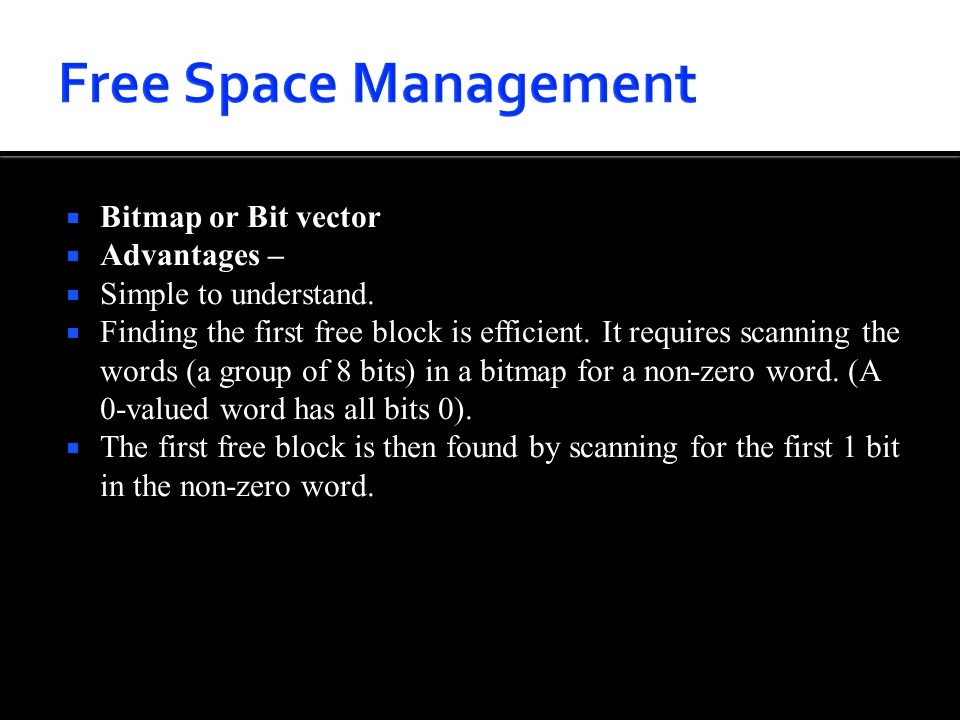 Free Space Management
Bitmap or Bit vector
Advantages –
Simple to understand.
Finding the first free block is efficient. It requires scanning the
words (a group of 8 bits) in a bitmap for a non-zero word. (A
0-valued word has all bits 0).
The first free block is then found by scanning for the first 1 bit
in the non-zero word.